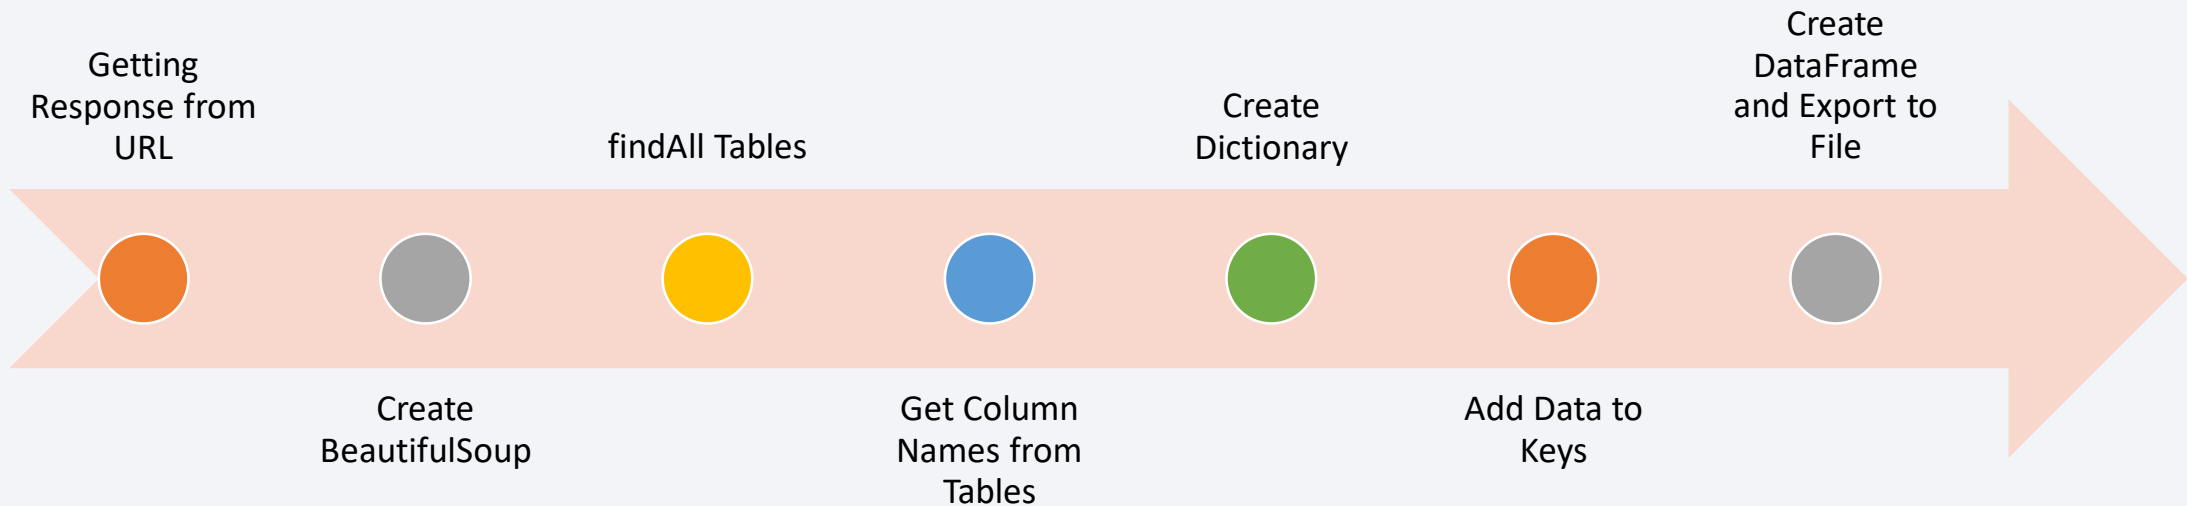 Getting
Response from
URL
Create
BeautifulSoup
findAll Tables
Get Column
Names from
Tables
Create
Dictionary
Add Data to
Keys
Create
DataFrame
and Export to
File